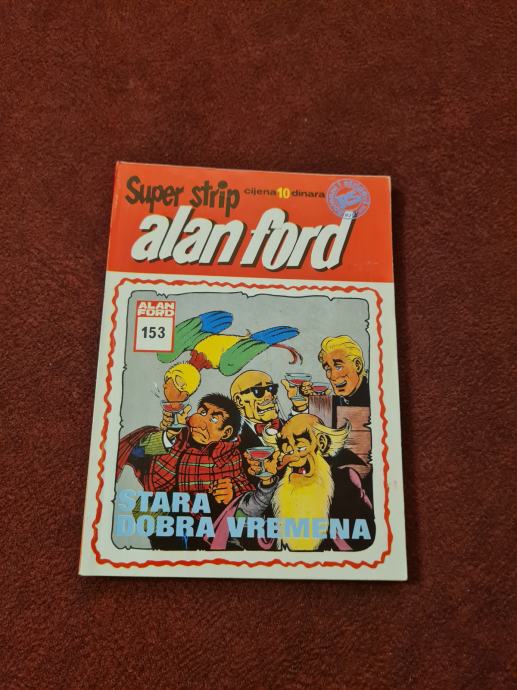 Super strip cijena 10 dinara
alan ford
ALAN
FORD
153
STARA
DOBRA VREMENA